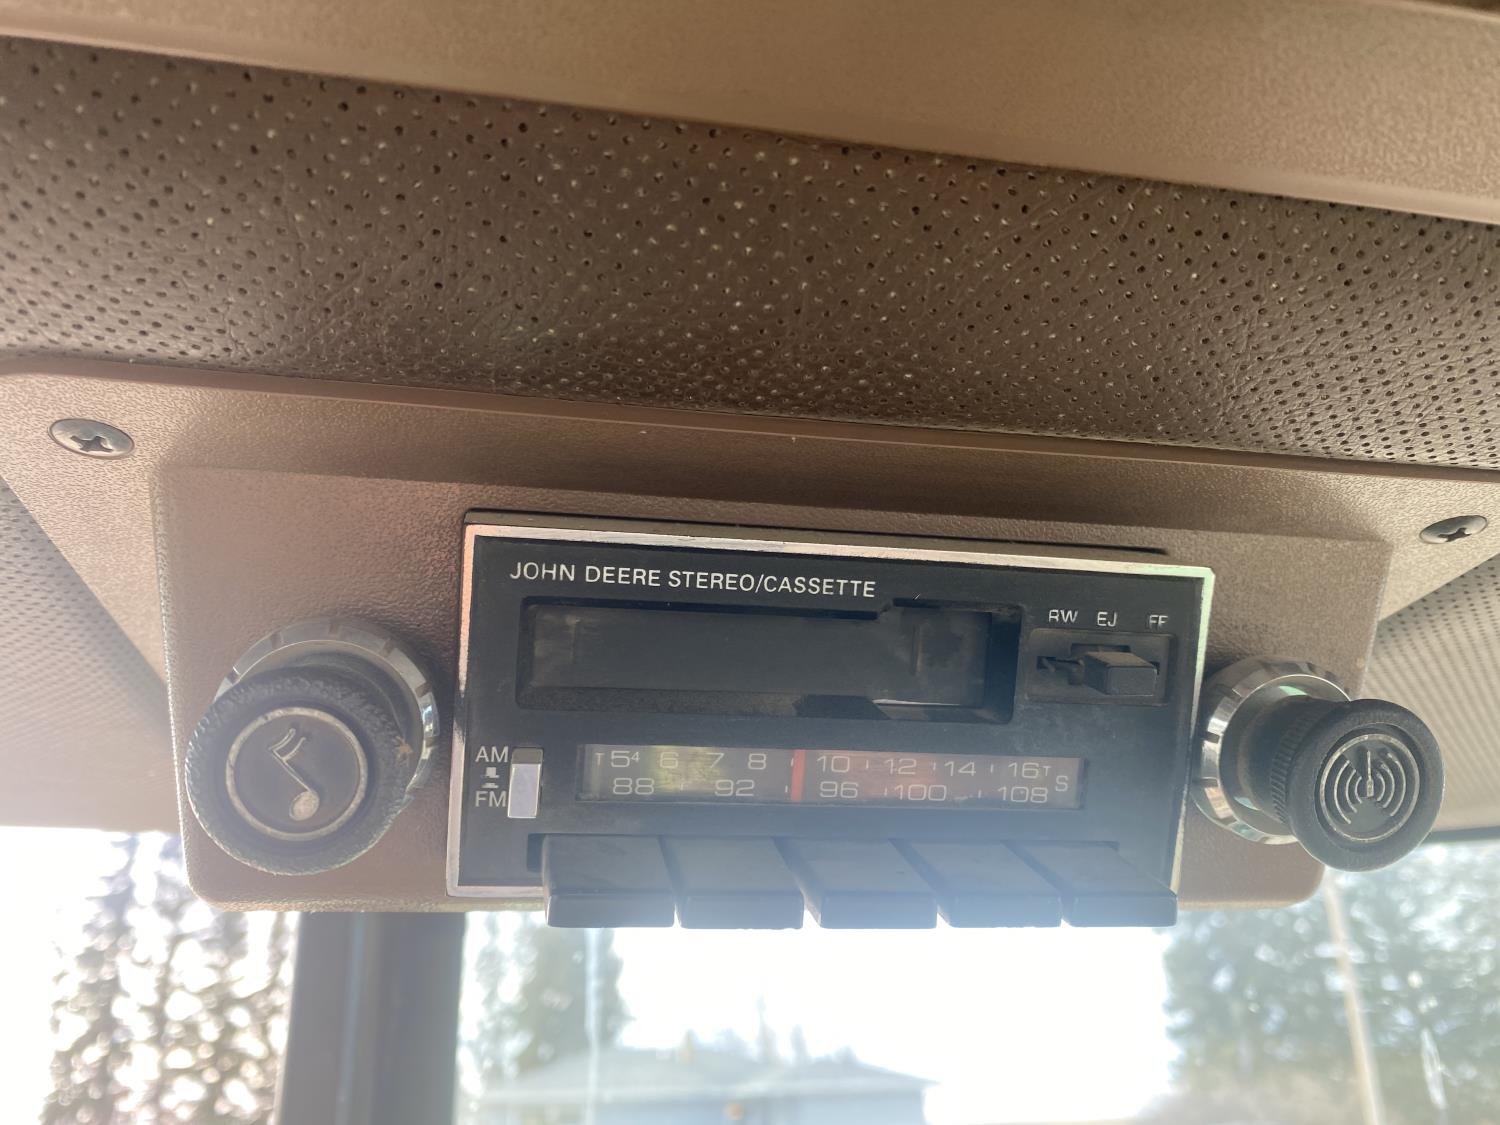 JOHN DEERE STEREO/CASSETTE
RW EJ FF
AM
FM
T 5⁴ 6 7 8 10 12 14 16 T
88 92 96 100 108 S